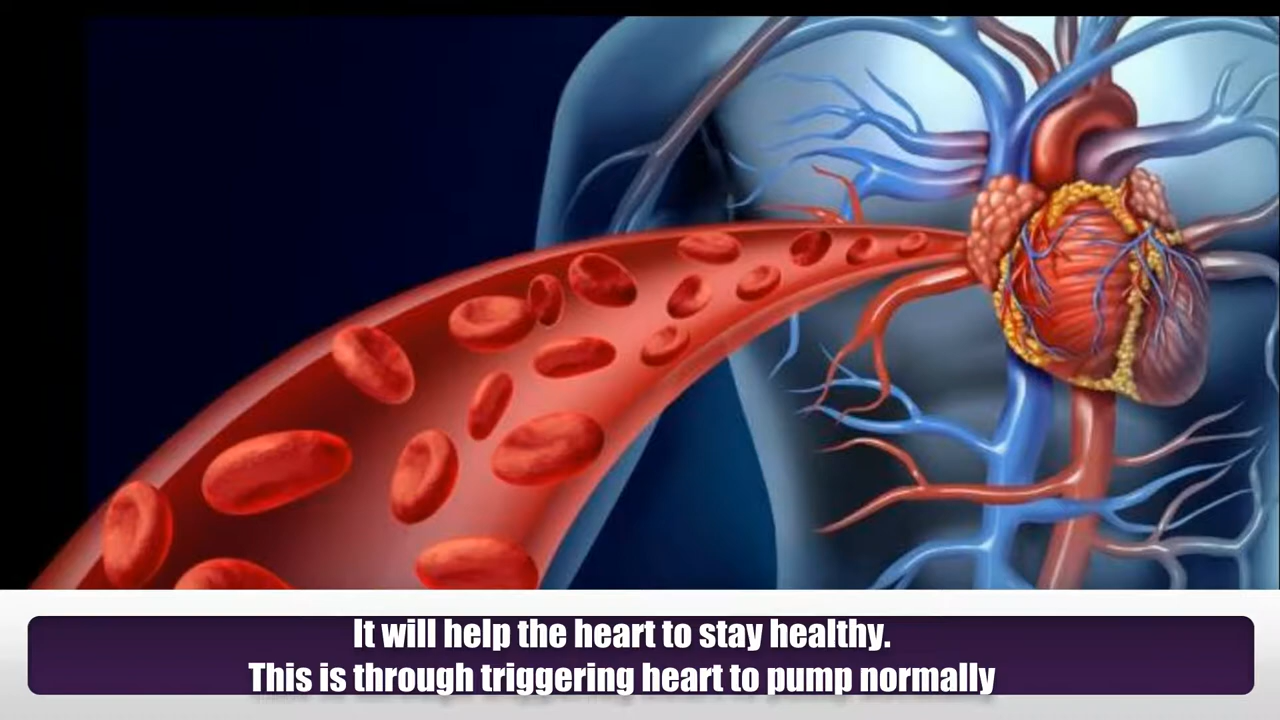 It will help the heart to stay healthy.
This is through triggering heart to pump normally